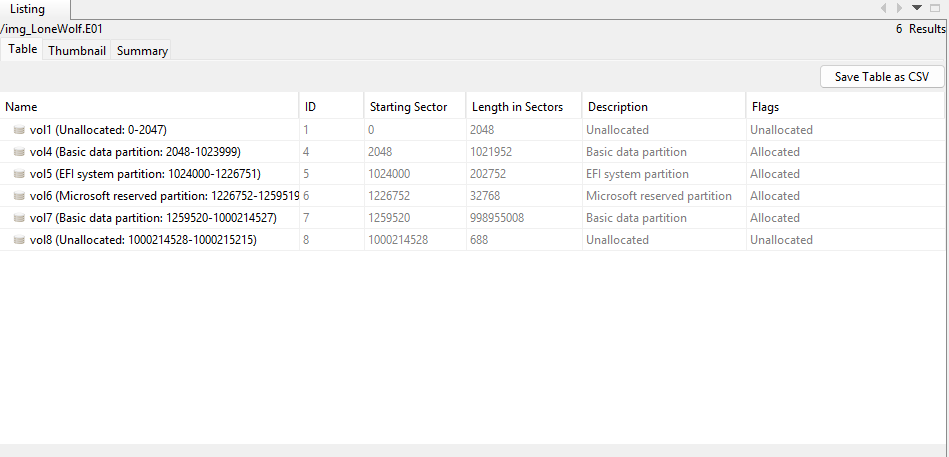 Listing
/img_LoneWolf.E01 6 Results
Table Thumbnail Summary
Save Table as CSV
Name ID Starting Sector Length in Sectors Description Flags
vol1 (Unallocated: 0-2047) 1 0 2048 Unallocated Unallocated
vol4 (Basic data partition: 2048-1023999) 4 2048 1021952 Basic data partition Allocated
vol5 (EFI system partition: 1024000-1226751) 5 1024000 202752 EFI system partition Allocated
vol6 (Microsoft reserved partition: 1226752-1259519 6 1226752 32768 Microsoft reserved partition Allocated
vol7 (Basic data partition: 1259520-1000214527) 7 1259520 998955008 Basic data partition Allocated
vol8 (Unallocated: 1000214528-1000215215) 8 1000214528 688 Unallocated Unallocated